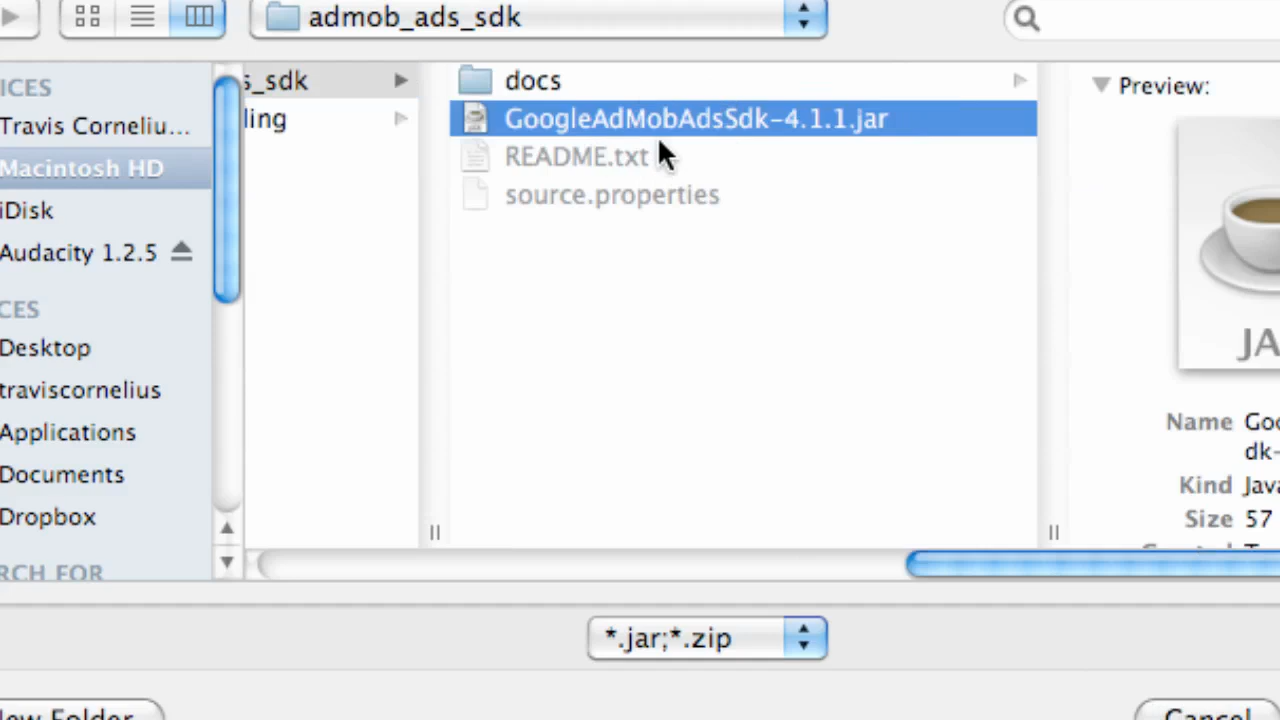 admob_ads_sdk
ICES
Travis Corneliu...
Macintosh HD
iDisk
Audacity 1.2.5
CES
Desktop
traviscornelius
Applications
Documents
Dropbox
RCH FOR
s_sdk
ling
docs
GoogleAdMobAdsSdk-4.1.1.jar
README.txt
source.properties
Preview:
JA
Name Goo
dk-
Kind Java
Size 57
*.jar;*.zip
New Folder
Cancel